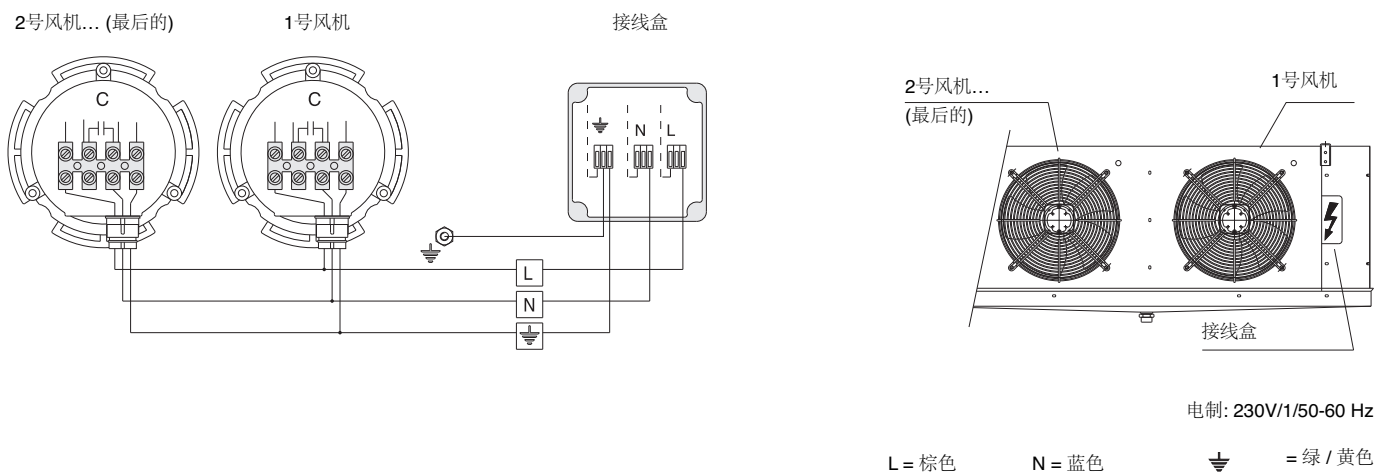 2号风机... (最后的)
1号风机
接线盒
C
C
N
L
L
N
2号风机...
(最后的)
1号风机
接线盒
电制: 230V/1/50-60 Hz
L = 棕色
N = 蓝色
= 绿 / 黄色